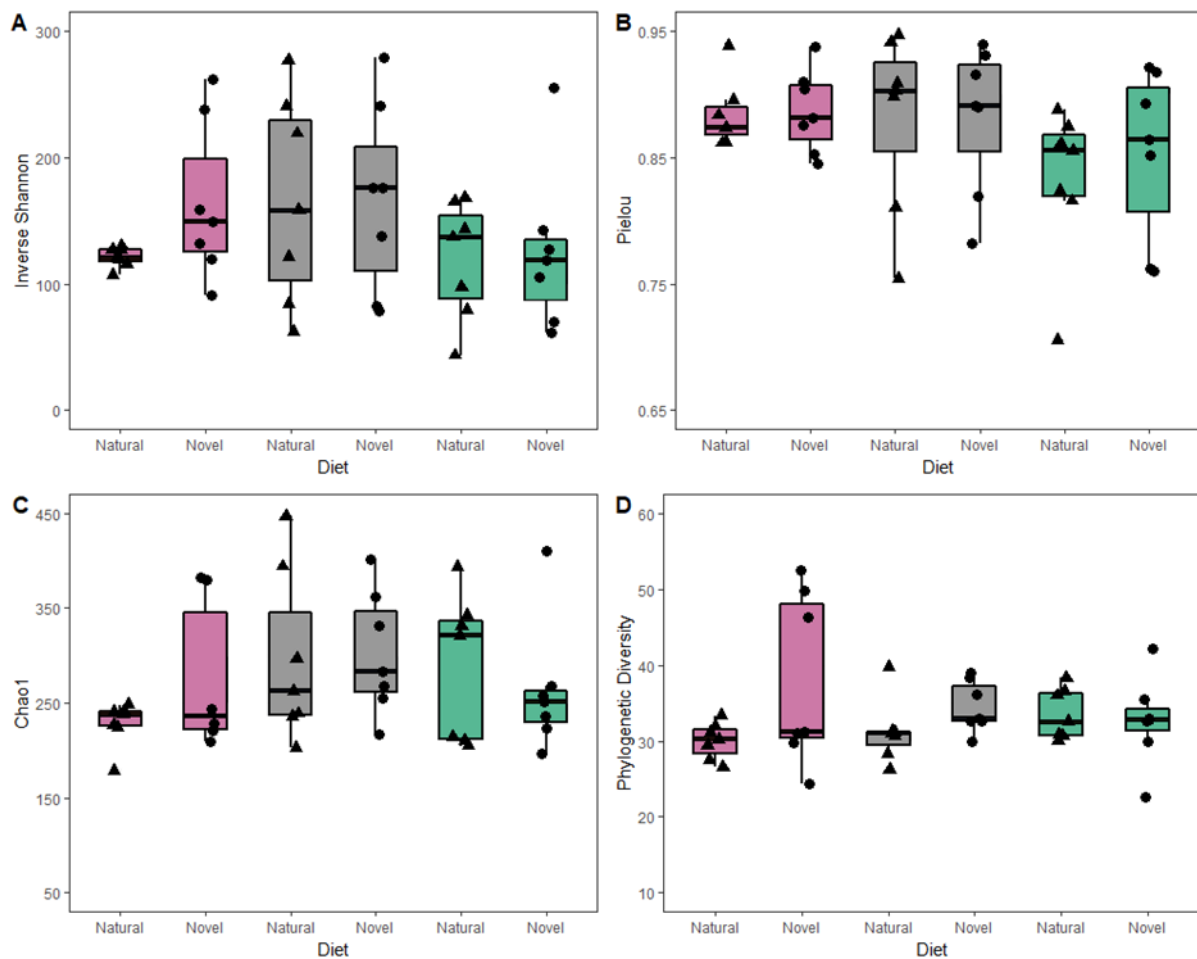 A
300
200
100
0
Inverse Shannon
Natural Novel Natural Novel Natural Novel
Diet
B
0.95
0.85
0.75
0.65
Pielou
Natural Novel Natural Novel Natural Novel
Diet
C
450
350
250
150
50
Chao1
Natural Novel Natural Novel Natural Novel
Diet
D
60
50
40
30
20
10
Phylogenetic Diversity
Natural Novel Natural Novel Natural Novel
Diet